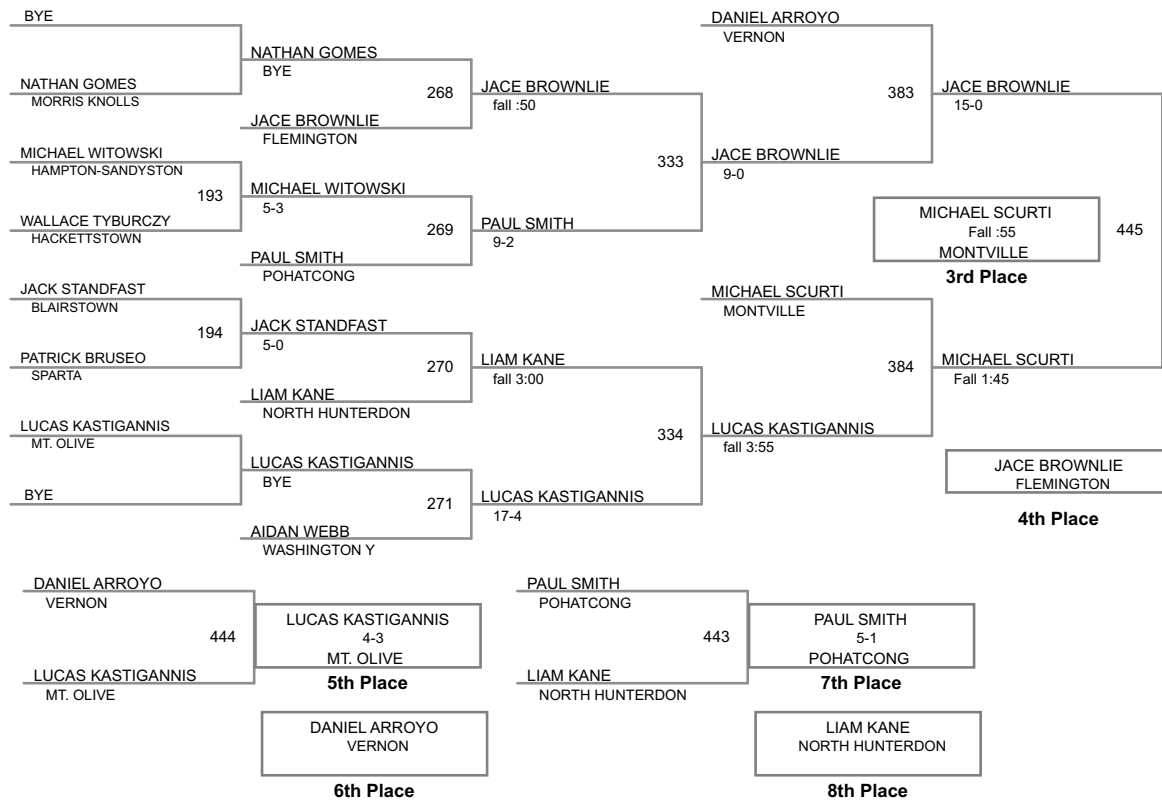 BYE
NATHAN GOMES
MORRIS KNOLLS
MICHAEL WITOWSKI
HAMPTON-SANDYSTON
193
WALLACE TYBURCZY
HACKETTSTOWN
JACK STANDFAST
BLAIRSTOWN
194
PATRICK BRUSEO
SPARTA
LUCAS KASTIGANNIS
MT. OLIVE
BYE
NATHAN GOMES
BYE
268
JACE BROWNLIE
FLEMINGTON
MICHAEL WITOWSKI
5-3
269
PAUL SMITH
POHATCONG
JACK STANDFAST
5-0
270
LIAM KANE
NORTH HUNTERDON
LUCAS KASTIGANNIS
BYE
271
AIDAN WEBB
WASHINGTON Y
JACE BROWNLIE
fall :50
333
PAUL SMITH
9-2
LIAM KANE
fall 3:00
334
LUCAS KASTIGANNIS
17-4
DANIEL ARROYO
VERNON
383
JACE BROWNLIE
9-0
MICHAEL SCURTI
MONTVILLE
384
LUCAS KASTIGANNIS
fall 3:55
JACE BROWNLIE
15-0
MICHAEL SCURTI
Fall :55
MONTVILLE
3rd Place
445
MICHAEL SCURTI
Fall 1:45
JACE BROWNLIE
FLEMINGTON
4th Place
DANIEL ARROYO
VERNON
444
LUCAS KASTIGANNIS
MT. OLIVE
LUCAS KASTIGANNIS
4-3
MT. OLIVE
5th Place
DANIEL ARROYO
VERNON
6th Place
PAUL SMITH
POHATCONG
443
LIAM KANE
NORTH HUNTERDON
PAUL SMITH
5-1
POHATCONG
7th Place
LIAM KANE
NORTH HUNTERDON
8th Place